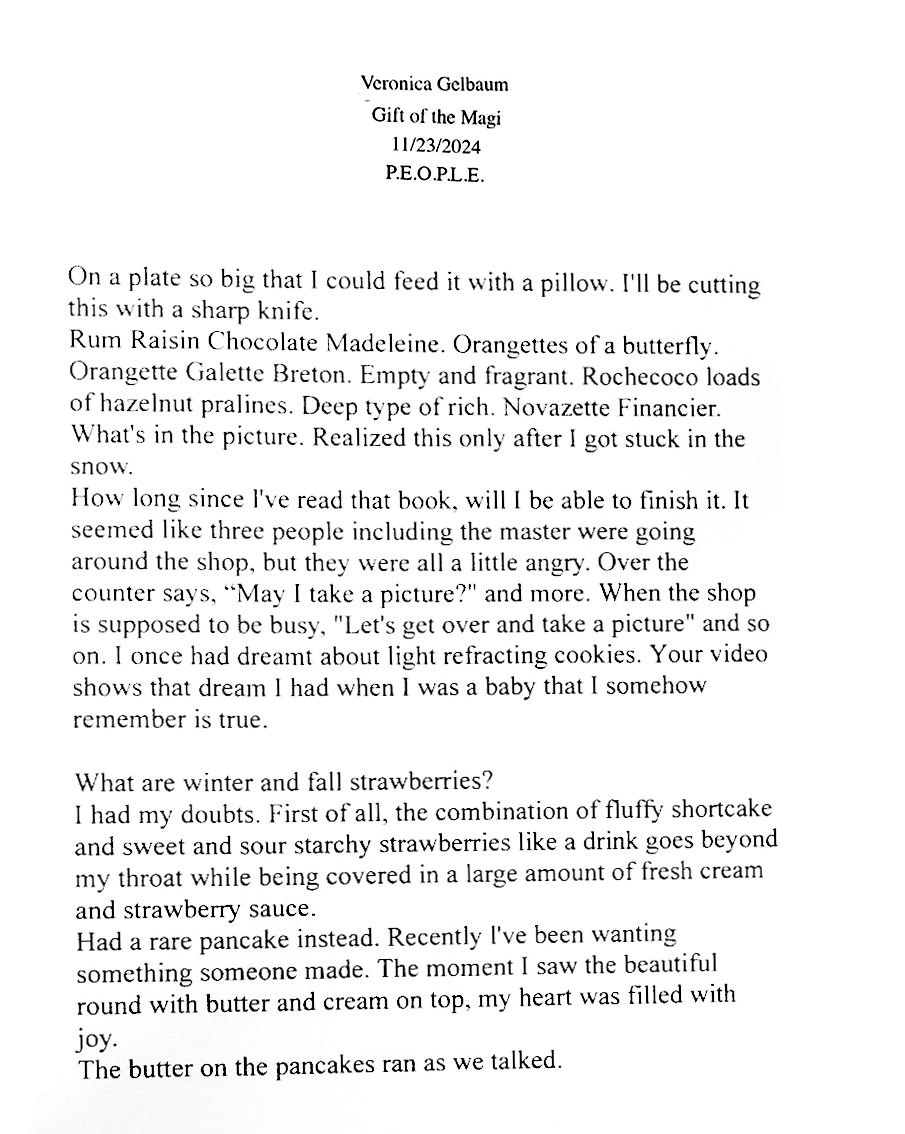 Veronica Gelbaum
Gift of the Magi
11/23/2024
P.E.O.P.L.E.
On a plate so big that I could feed it with a pillow. I'll be cutting
this with a sharp knife.
Rum Raisin Chocolate Madeleine. Orangettes of a butterfly.
Orangette Galette Breton. Empty and fragrant. Rochecoco loads
of hazelnut pralines. Deep type of rich. Novazette Financier.
What's in the picture. Realized this only after I got stuck in the
snow.
How long since I've read that book, will I be able to finish it. It
seemed like three people including the master were going
around the shop, but they were all a little angry. Over the
counter says, “May I take a picture?" and more. When the shop
is supposed to be busy, "Let's get over and take a picture" and so
on. I once had dreamt about light refracting cookies. Your video
shows that dream I had when I was a baby that I somehow
remember is true.
What are winter and fall strawberries?
I had my doubts. First of all, the combination of fluffy shortcake
and sweet and sour starchy strawberries like a drink goes beyond
my throat while being covered in a large amount of fresh cream
and strawberry sauce.
Had a rare pancake instead. Recently I've been wanting
something someone made. The moment I saw the beautiful
round with butter and cream on top, my heart was filled with
joy.
The butter on the pancakes ran as we talked.